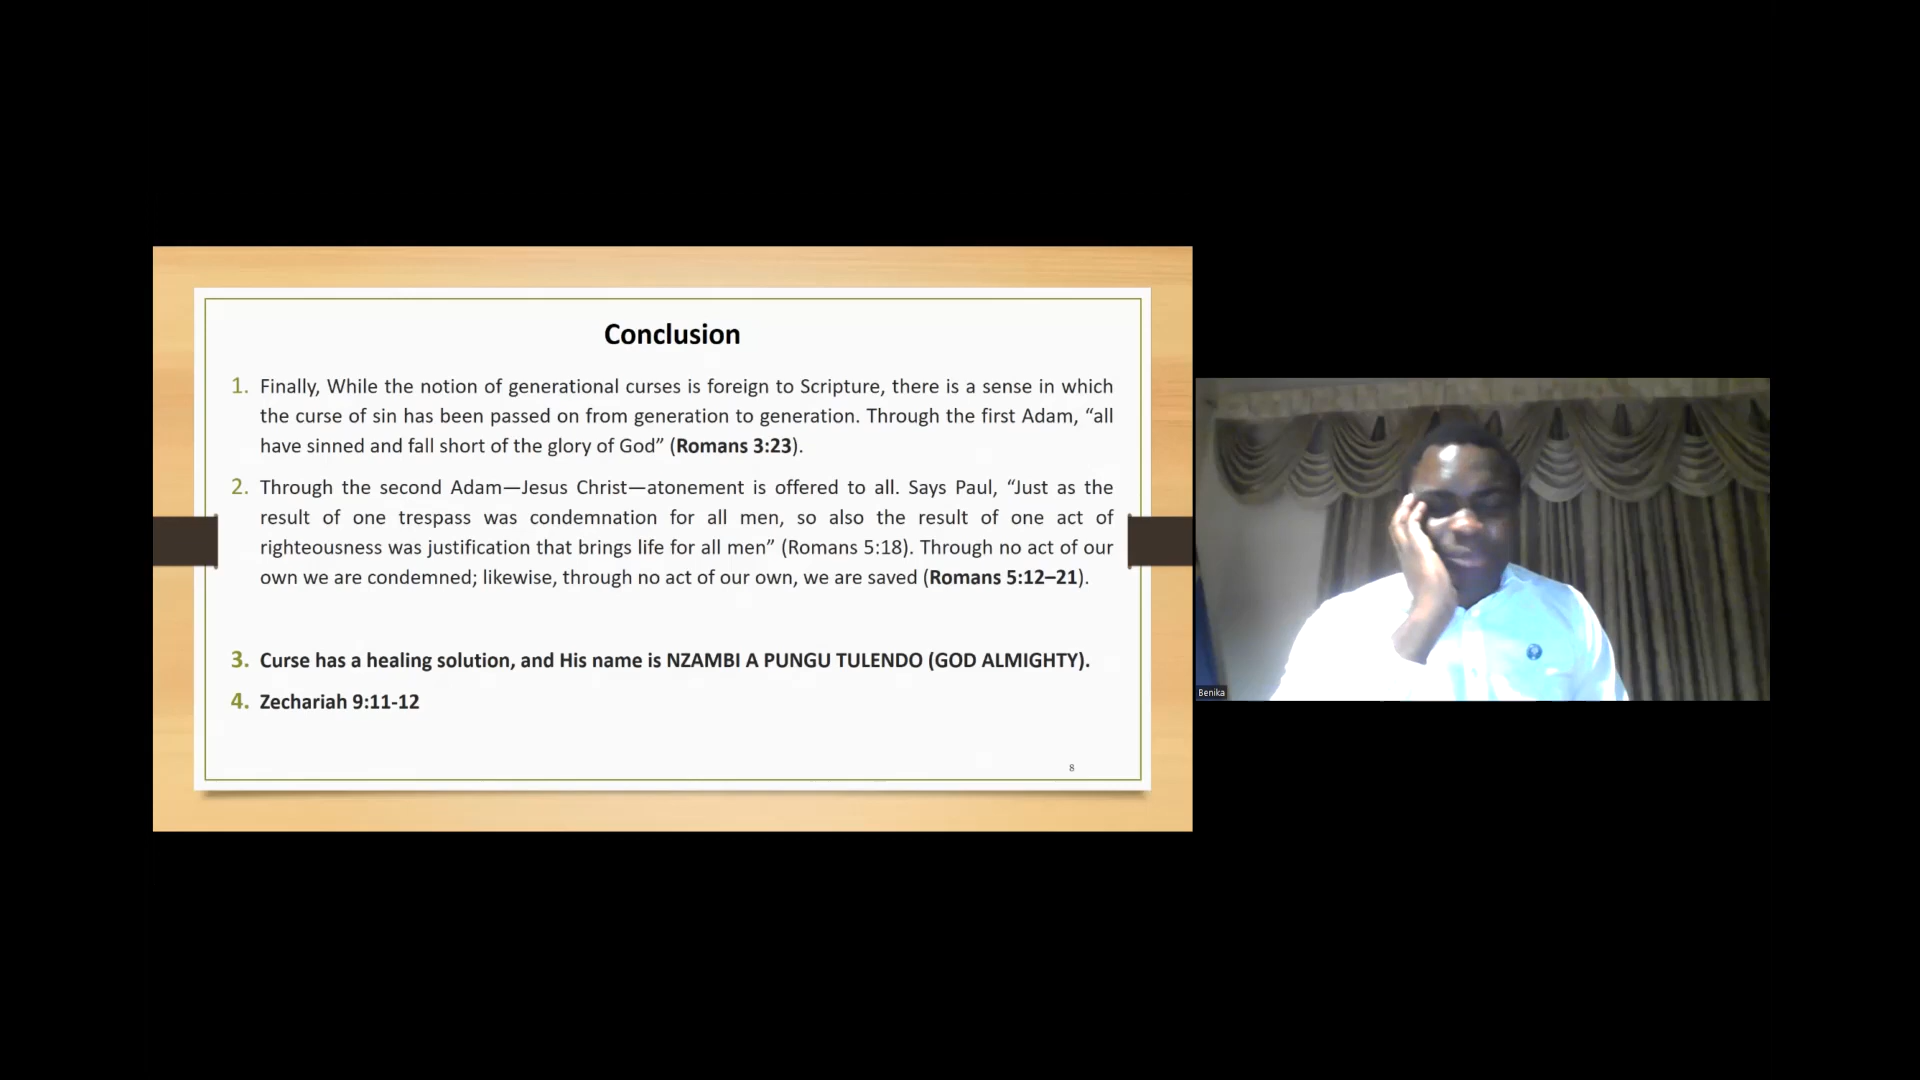 Conclusion
1. Finally, While the notion of generational curses is foreign to Scripture, there is a sense in which
the curse of sin has been passed on from generation to generation. Through the first Adam, “all
have sinned and fall short of the glory of God” (Romans 3:23).
2. Through the second Adam—Jesus Christ—atonement is offered to all. Says Paul, “Just as the
result of one trespass was condemnation for all men, so also the result of one act of
righteousness was justification that brings life for all men” (Romans 5:18). Through no act of our
own we are condemned; likewise, through no act of our own, we are saved (Romans 5:12–21).
3. Curse has a healing solution, and His name is NZAMBI A PUNGU TULENDO (GOD ALMIGHTY).
4. Zechariah 9:11-12
8
Benika